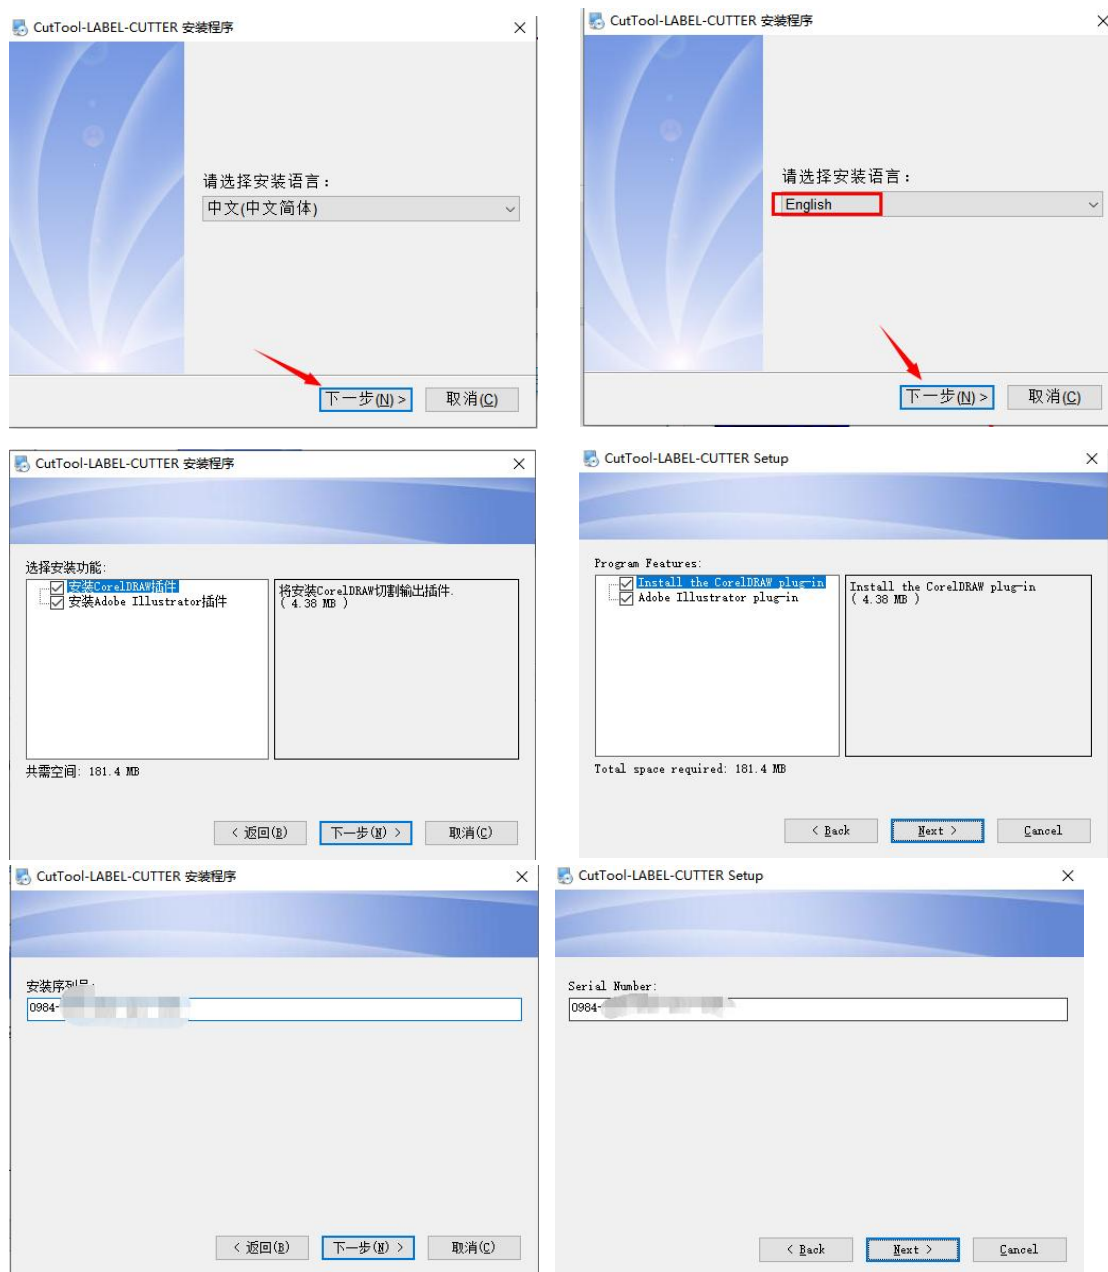 CutTool-LABEL-CUTTER 安装程序
请选择安装语言：
中文(中文简体)
下一步(N) >
取消(C)
CutTool-LABEL-CUTTER 安装程序
请选择安装语言：
English
下一步(N) >
取消(C)
CutTool-LABEL-CUTTER 安装程序
选择安装功能:
安装CorelDRAW插件
安装Adobe Illustrator插件
将安装CorelDRAW切割输出插件.
( 4.38 MB )
共需空间: 181.4 MB
< 返回(B)
下一步(N) >
取消(C)
CutTool-LABEL-CUTTER Setup
Program Features:
Install the CorelDRAW plug-in
Adobe Illustrator plug-in
Install the CorelDRAW plug-in
( 4.38 MB )
Total space required: 181.4 MB
< Back
Next >
Cancel
CutTool-LABEL-CUTTER 安装程序
安装序列号:
0984-
< 返回(B)
下一步(N) >
取消(C)
CutTool-LABEL-CUTTER Setup
Serial Number:
0984-
< Back
Next >
Cancel